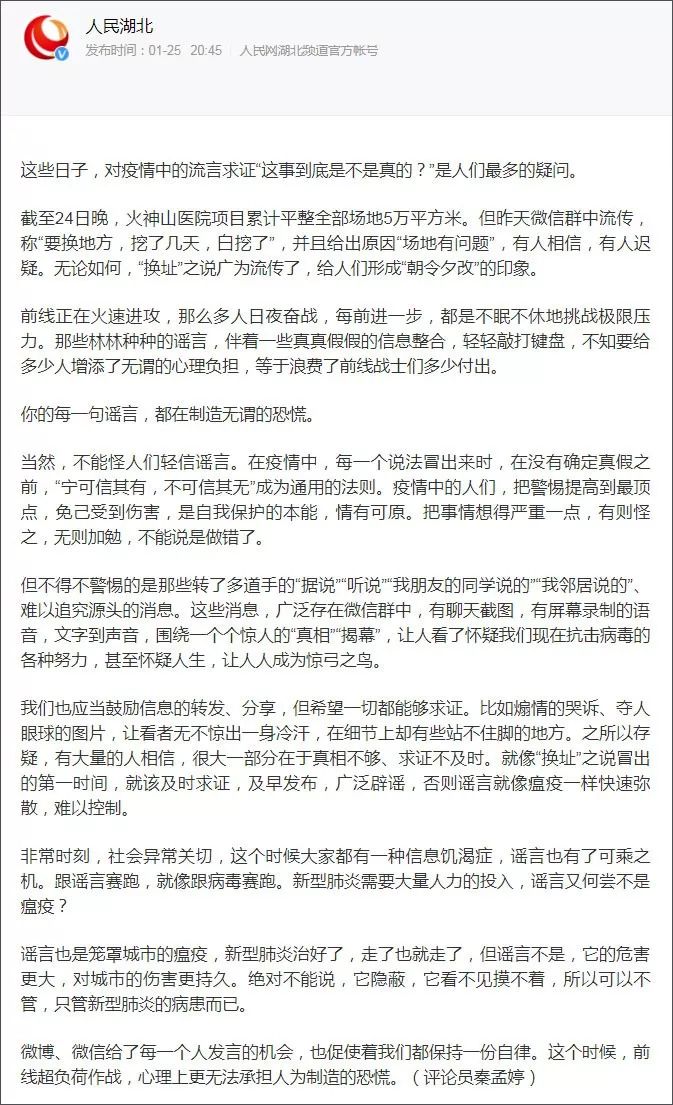 人民湖北
发布时间：01-25 20:45 人民网湖北频道官方帐号
这些日子，对疫情中的流言求证“这事到底是不是真的？”是人们最多的疑问。
截至24日晚，火神山医院项目累计平整全部场地5万平方米。但昨天微信群中流传，
称“要换地方，挖了几天，白挖了”，并且给出原因“场地有问题”，有人相信，有人迟
疑。无论如何，“换址”之说广为流传了，给人们形成“朝令夕改”的印象。
前线正在火速进攻，那么多人日夜奋战，每前进一步，都是不眠不休地挑战极限压
力。那些林林种种的谣言，伴着一些真真假假的信息整合，轻轻敲打键盘，不知要给
多少人增添了无谓的心理负担，等于浪费了前线战士们多少付出。
你的每一句谣言，都在制造无谓的恐慌。
当然，不能怪人们轻信谣言。在疫情中，每一个说法冒出来时，在没有确定真假之
前，“宁可信其有，不可信其无”成为通用的法则。疫情中的人们，把警惕提高到最顶
点，免己受到伤害，是自我保护的本能，情有可原。把事情想得严重一点，有则怪
之，无则加勉，不能说是做错了。
但不得不警惕的是那些转了多道手的“据说”“听说”“我朋友的同学说的”“我邻居说的”、
难以追究源头的消息。这些消息，广泛存在微信群中，有聊天截图，有屏幕录制的语
音，文字到声音，围绕一个个惊人的“真相”“揭幕”，让人看了怀疑我们现在抗击病毒的
各种努力，甚至怀疑人生，让人人成为惊弓之鸟。
我们也应当鼓励信息的转发、分享，但希望一切都能够求证。比如煽情的哭诉、夺人
眼球的图片，让看者无不惊出一身冷汗，在细节上却有些站不住脚的地方。之所以存
疑，有大量的人相信，很大一部分在于真相不够、求证不及时。就像“换址”之说冒出
的第一时间，就该及时求证，及早发布，广泛辟谣，否则谣言就像瘟疫一样快速弥
散，难以控制。
非常时刻，社会异常关切，这个时候大家都有一种信息饥渴症，谣言也有了可乘之
机。跟谣言赛跑，就像跟病毒赛跑。新型肺炎需要大量人力的投入，谣言又何尝不是
瘟疫？
谣言也是笼罩城市的瘟疫，新型肺炎治好了，走了也就走了，但谣言不是，它的危害
更大，对城市的伤害更持久。绝对不能说，它隐蔽，它看不见摸不着，所以可以不
管，只管新型肺炎的病患而已。
微博、微信给了每一个人发言的机会，也促使着我们都保持一份自律。这个时候，前
线超负荷作战，心理上更无法承担人为制造的恐慌。（评论员秦孟婷）